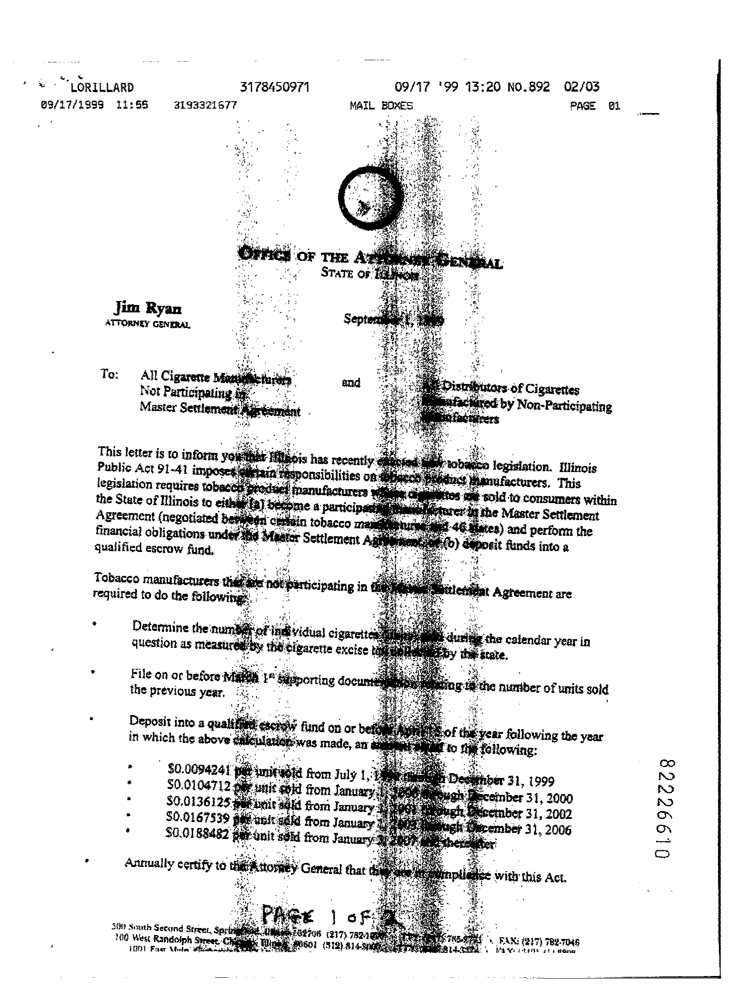 LORILLARD 3178450971 09/17 '99 13:20 NO.892 02/03
09/17/1999 11:55 3193321677 MAIL BOXES PAGE 01
OFFICE OF THE ATTORNEY GENERAL
STATE OF ILLINOIS
Jim Ryan
ATTORNEY GENERAL
September 1, 1999
To: All Cigarette Manufacturers and All Distributors of Cigarettes
Not Participating in Manufactured by Non-Participating
Master Settlement Agreement Manufacturers
This letter is to inform you that Illinois has recently enacted new tobacco legislation. Illinois
Public Act 91-41 imposes certain responsibilities on tobacco product manufacturers. This
legislation requires tobacco product manufacturers whose cigarettes are sold to consumers within
the State of Illinois to either (a) become a participating manufacturer in the Master Settlement
Agreement (negotiated between certain tobacco manufacturers and 46 states) and perform the
financial obligations under the Master Settlement Agreement, or (b) deposit funds into a
qualified escrow fund.
Tobacco manufacturers that are not participating in the Master Settlement Agreement are
required to do the following:
• Determine the number of individual cigarettes during the calendar year in
question as measured by the cigarette excise tax collected by the state.
• File on or before March 1st supporting documentation relating to the number of units sold
the previous year.
• Deposit into a qualified escrow fund on or before April 15 of the year following the year
in which the above calculation was made, an amount equal to the following:
• $0.0094241 per unit sold from July 1, 1999 through December 31, 1999
• $0.0104712 per unit sold from January 1, 2000 through December 31, 2000
• $0.0136125 per unit sold from January 1, 2001 through December 31, 2002
• $0.0167539 per unit sold from January 1, 2003 through December 31, 2006
• $0.0188482 per unit sold from January 1, 2007 and thereafter
• Annually certify to the Attorney General that they are in compliance with this Act.
82226610
PAGE 1 OF 2
500 South Second Street, Springfield, Illinois 62706 (217) 782-1090 FAX: (217) 782-7046
100 West Randolph Street, Chicago, Illinois 60601 (312) 814-3000
1001 East Main